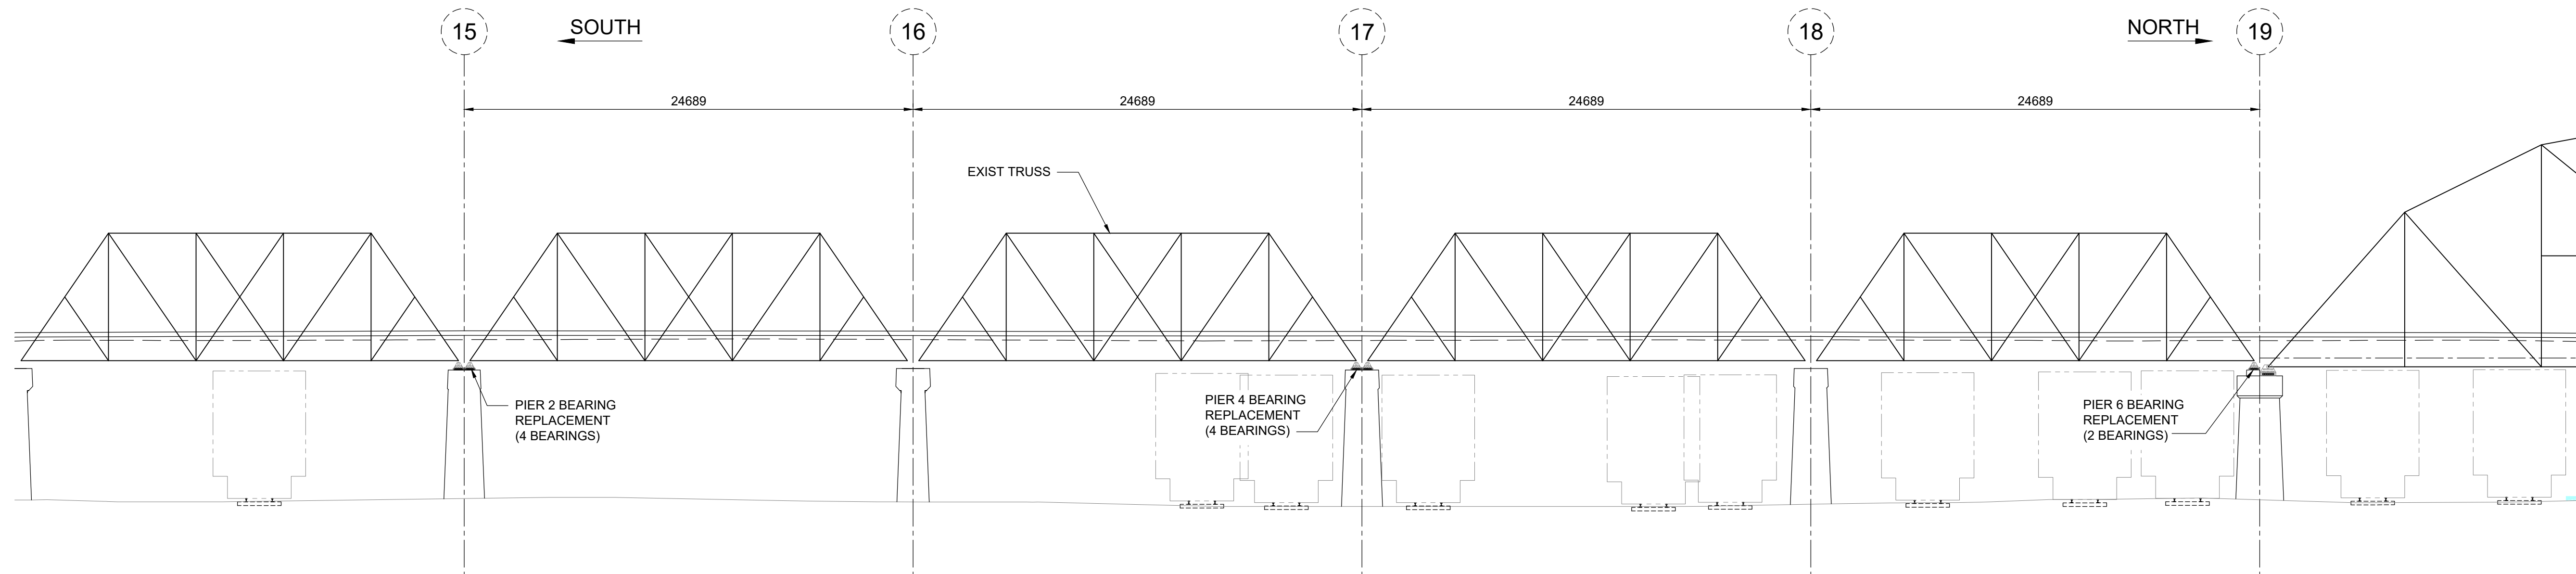 15
SOUTH
16
17
18
NORTH
19
24689
24689
24689
24689
EXIST TRUSS
PIER 2 BEARING
REPLACEMENT
(4 BEARINGS)
PIER 4 BEARING
REPLACEMENT
(4 BEARINGS)
PIER 6 BEARING
REPLACEMENT
(2 BEARINGS)